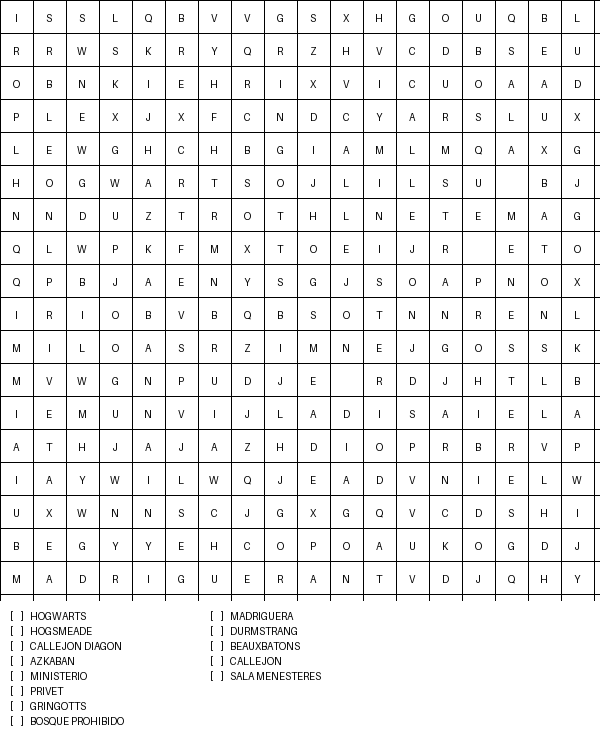 I S S L Q B V V G S X H G O U Q B L
R R W S K R Y Q R Z H V C D B S E U
O B N K I E H R I X V I C U O A A D
P L E X J X F C N D C Y A R S L U X
L E W G H C H B G I A M L M Q A X G
H O G W A R T S O J L I L S U B J
N N D U Z T R O T H L N E T E M A G
Q L W P K F M X T O E I J R E T O
Q P B J A E N Y S G J S O A P N O X
I R I O B V B Q B S O T N N R E N L
M I L O A S R Z I M N E J G O S S K
M V W G N P U D J E R D J H T L B
I E M U N V I J L A D I S A I E L A
A T H J A J A Z H D I O P R B R V P
I A Y W I L W Q J E A D V N I E L W
U X W N N S C J G X G Q V C D S H I
B E G Y Y E H C O P O A U K O G D J
M A D R I G U E R A N T V D J Q H Y
[ ] HOGWARTS
[ ] HOGSMEADE
[ ] CALLEJON DIAGON
[ ] AZKABAN
[ ] MINISTERIO
[ ] PRIVET
[ ] GRINGOTTS
[ ] BOSQUE PROHIBIDO
[ ] MADRIGUERA
[ ] DURMSTRANG
[ ] BEAUXBATONS
[ ] CALLEJON
[ ] SALA MENESTERES